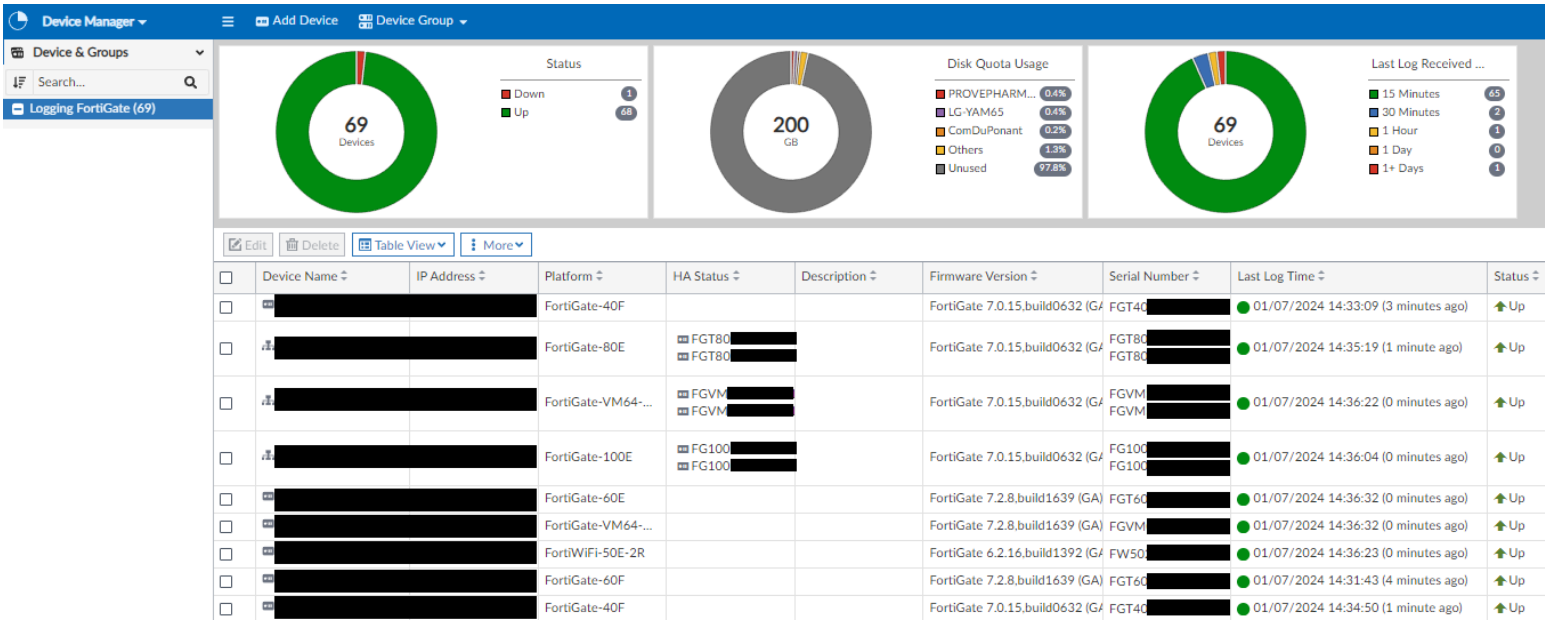 Device Manager
Add Device
Device Group
Device & Groups
Search...
Logging FortiGate (69)
69
Devices
Status
Down 1
Up 68
200
GB
Disk Quota Usage
PROVEPHARM... 0.4%
LG-YAM65 0.4%
ComDuPonant 0.2%
Others 1.3%
Unused 97.8%
69
Devices
Last Log Received ...
15 Minutes 65
30 Minutes 2
1 Hour 1
1 Day 0
1+ Days 1
Edit Delete Table View More
Device Name IP Address Platform HA Status Description Firmware Version Serial Number Last Log Time Status
FortiGate-40F FortiGate 7.0.15,build0632 (GA FGT40 01/07/2024 14:33:09 (3 minutes ago) Up
FortiGate-80E FGT80 FGT80 FortiGate 7.0.15,build0632 (GA FGT80 FGT80 01/07/2024 14:35:19 (1 minute ago) Up
FortiGate-VM64-... FGVM FGVM FortiGate 7.0.15,build0632 (GA FGVM FGVM 01/07/2024 14:36:22 (0 minutes ago) Up
FortiGate-100E FG100 FG100 FortiGate 7.0.15,build0632 (GA FG100 FG100 01/07/2024 14:36:04 (0 minutes ago) Up
FortiGate-60E FortiGate 7.2.8,build1639 (GA) FGT60 01/07/2024 14:36:32 (0 minutes ago) Up
FortiGate-VM64-... FortiGate 7.2.8,build1639 (GA) FGVM 01/07/2024 14:36:32 (0 minutes ago) Up
FortiWiFi-50E-2R FortiGate 6.2.16,build1392 (GA FW50 01/07/2024 14:36:23 (0 minutes ago) Up
FortiGate-60F FortiGate 7.2.8,build1639 (GA) FGT60 01/07/2024 14:31:43 (4 minutes ago) Up
FortiGate-40F FortiGate 7.0.15,build0632 (GA FGT40 01/07/2024 14:34:50 (1 minute ago) Up